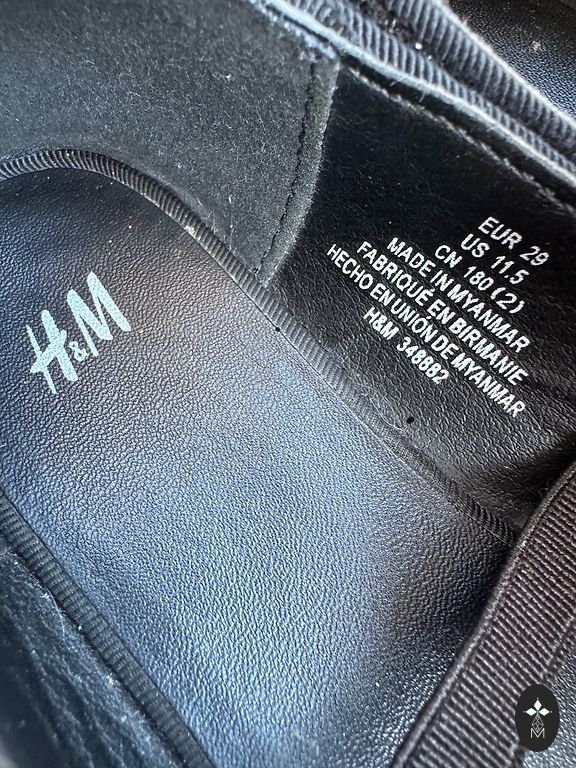 H&M
EUR 29
US 11.5
CN 180 (2)
MADE IN MYANMAR
FABRIQUÉ EN BIRMANIE
HECHO EN UNIÓN DE MYANMAR
H&M 348882
M